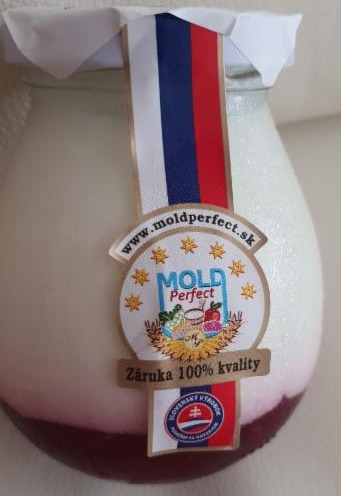 www.moldperfect.sk
MOLD
Perfect
Záruka 100% kvality
SLOVENSKÝ VÝROBOK